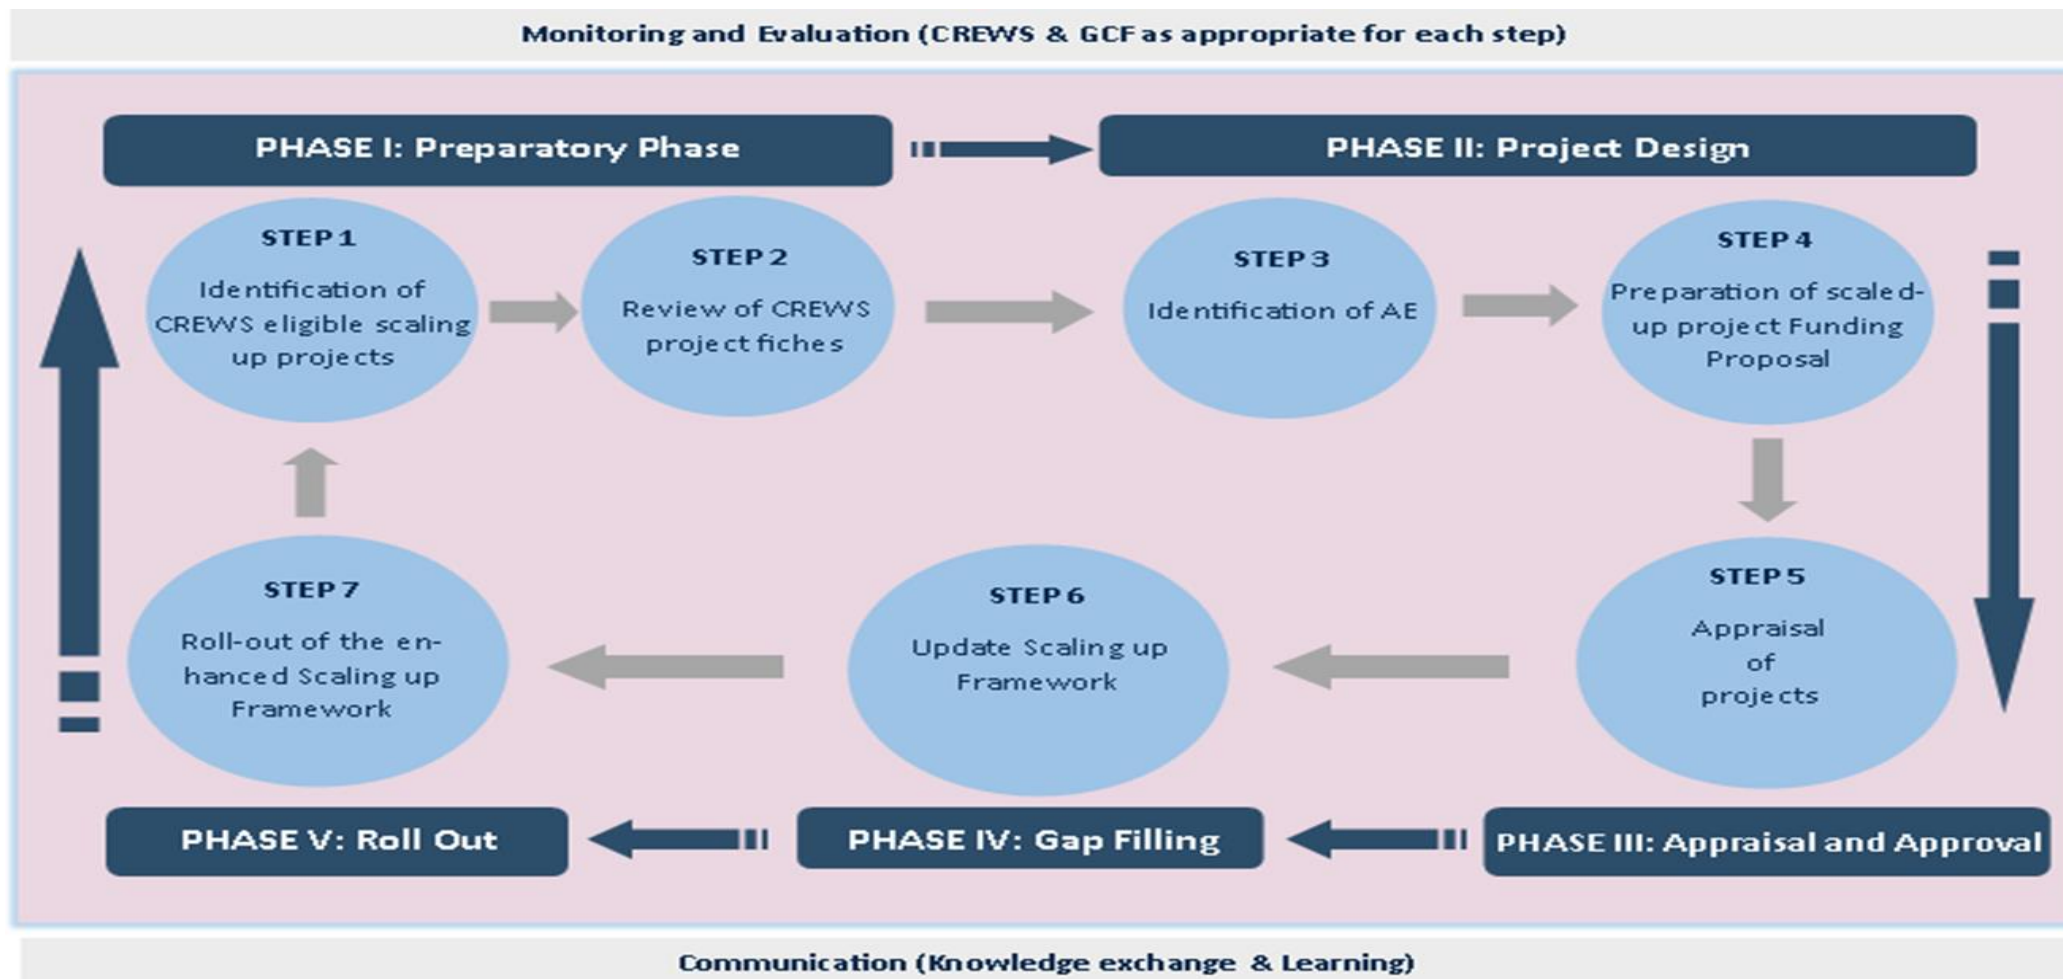 Monitoring and Evaluation (CREWS & GCF as appropriate for each step)
PHASE I: Preparatory Phase
PHASE II: Project Design
STEP 1
Identification of
CREWS eligible scaling
up projects
STEP 2
Review of CREWS
project fiches
STEP 3
Identification of AE
STEP 4
Preparation of scaled-
up project Funding
Proposal
STEP 5
Appraisal
of
projects
STEP 6
Update Scaling up
Framework
STEP 7
Roll-out of the en-
hanced Scaling up
Framework
PHASE V: Roll Out
PHASE IV: Gap Filling
PHASE III: Appraisal and Approval
Communication (Knowledge exchange & Learning)